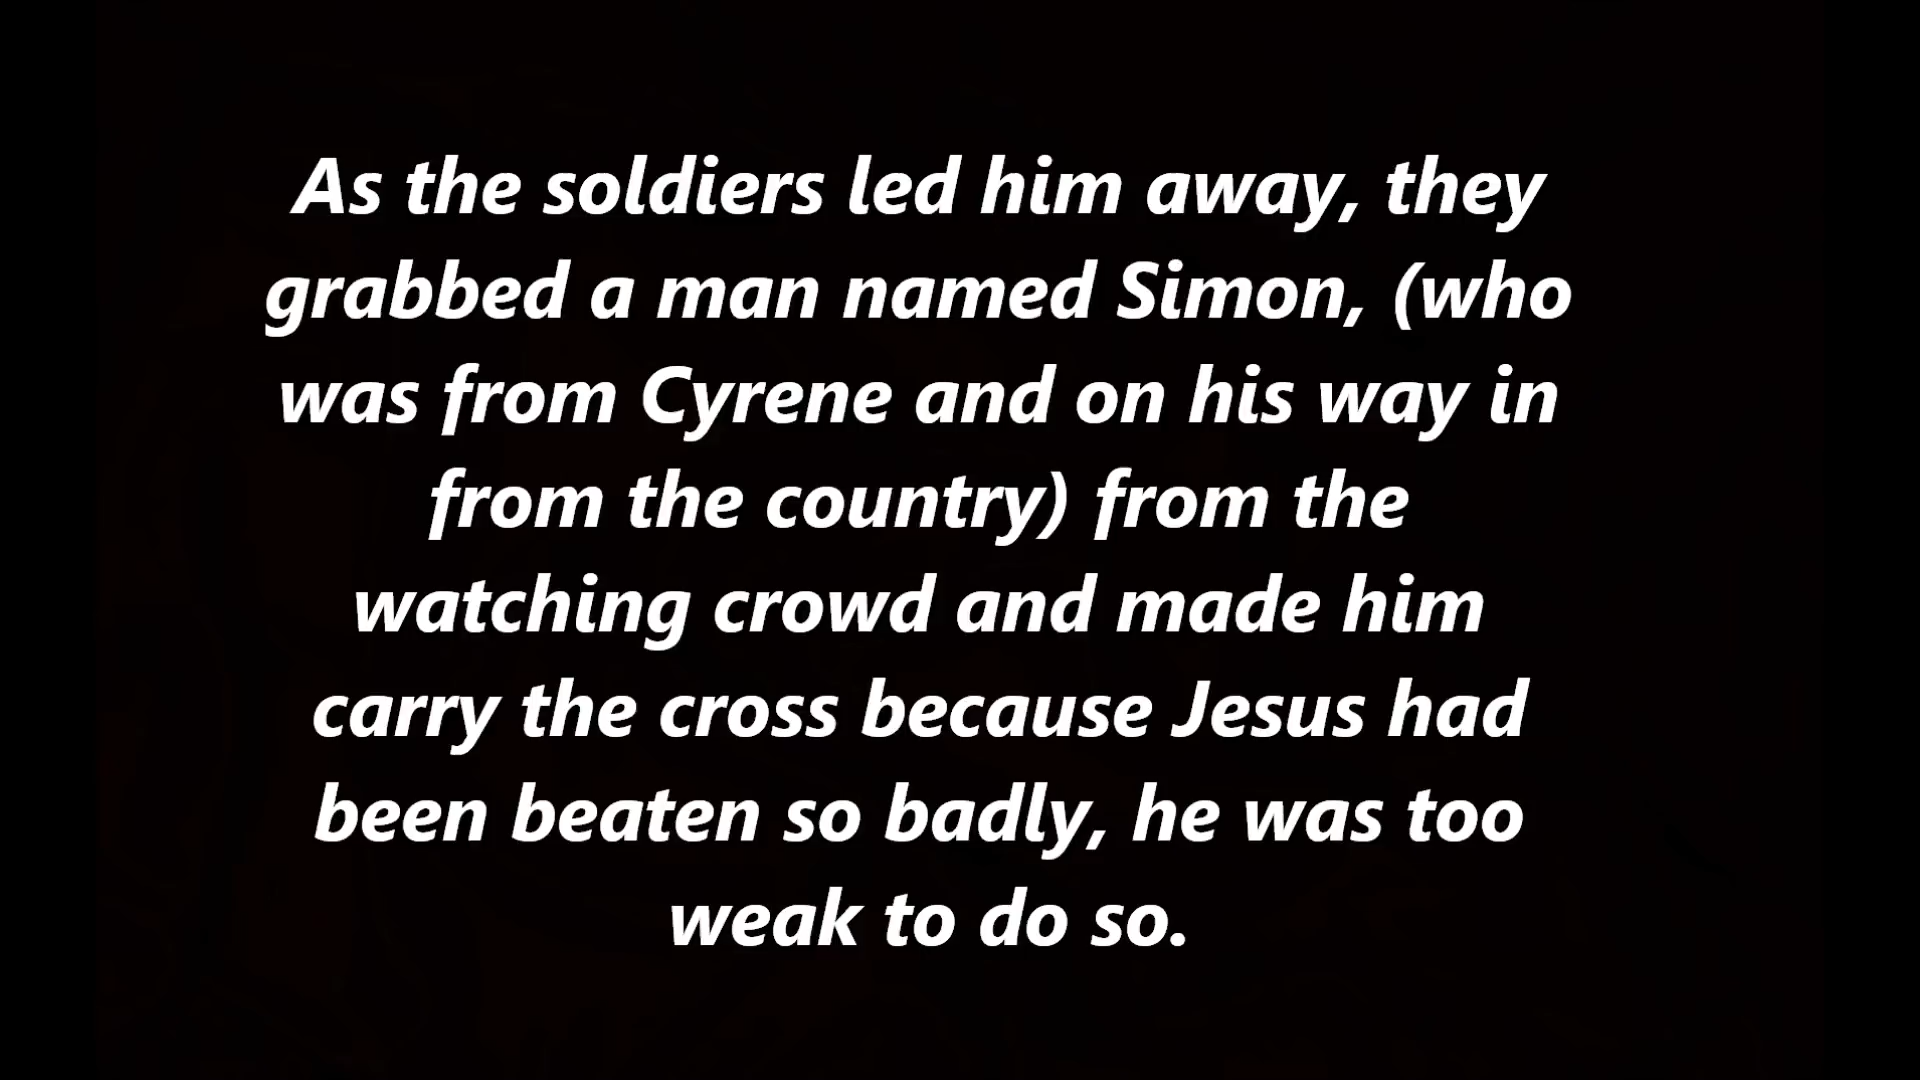 As the soldiers led him away, they
grabbed a man named Simon, (who
was from Cyrene and on his way in
from the country) from the
watching crowd and made him
carry the cross because Jesus had
been beaten so badly, he was too
weak to do so.